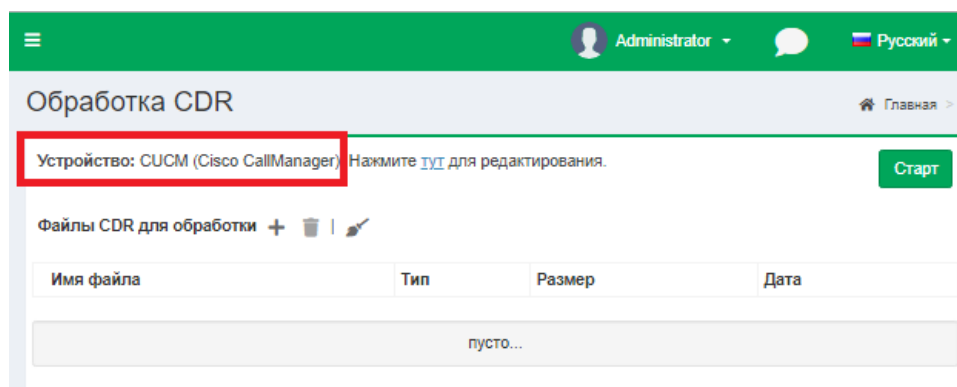 Administrator
Русский
Обработка CDR
Главная >
Устройство: CUCM (Cisco CallManager). Нажмите тут для редактирования.
Старт
Файлы CDR для обработки
Имя файла Тип Размер Дата
пусто...